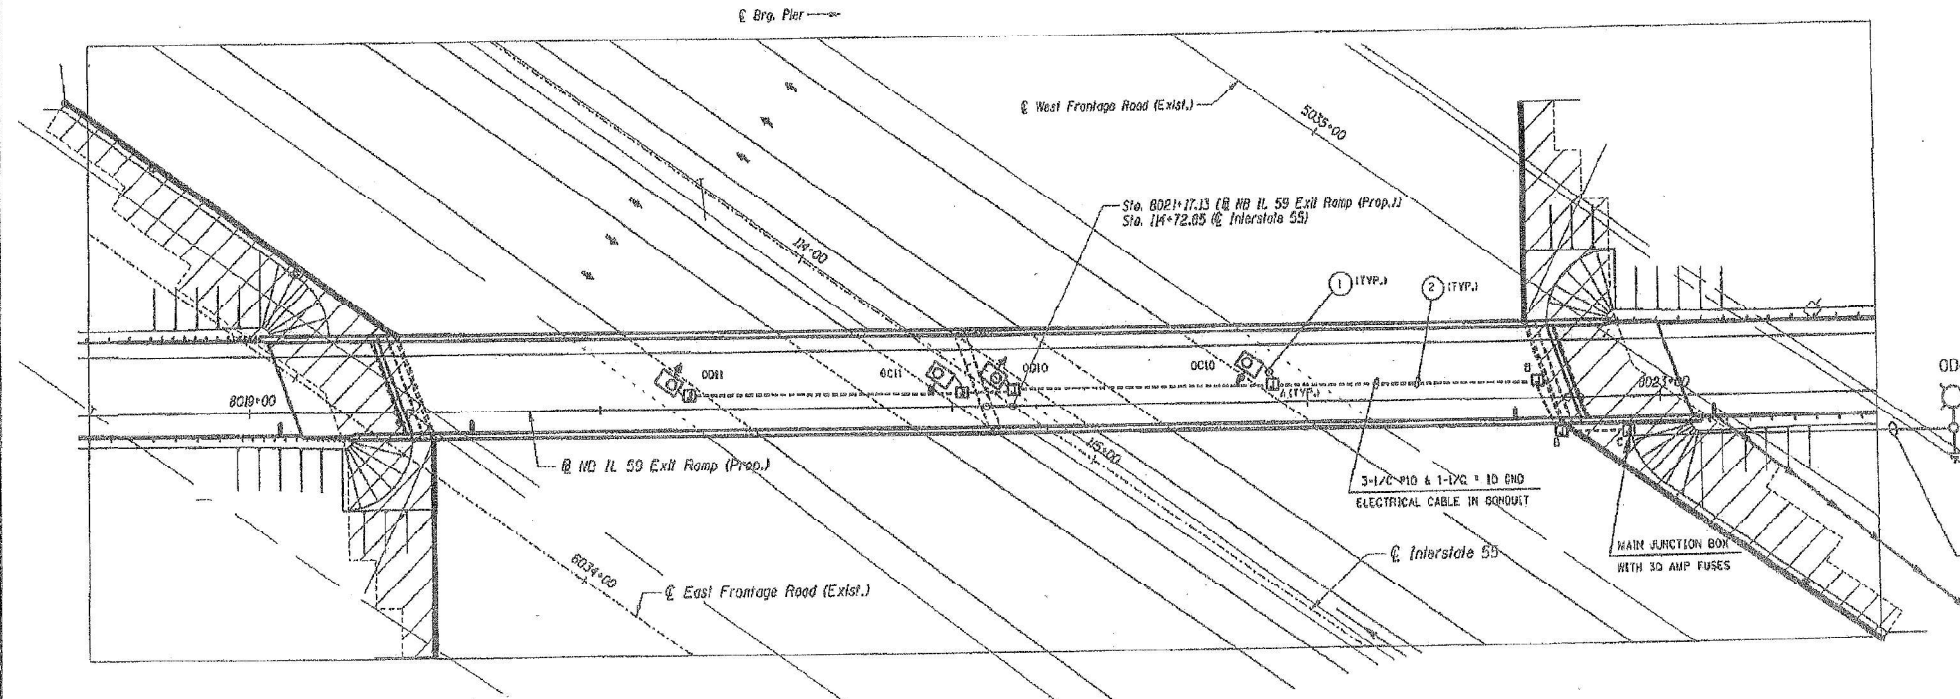 ℄ Brg. Pier
℄ West Frontage Road (Exist.)
5035+00
Sta. 8021+17.13 (℄ NB IL 59 Exit Ramp (Prop.))
Sta. 114+72.65 (℄ Interstate 55)
114+00
1 (TYP.)
2 (TYP.)
OD11
OC11
OD10
OC10
B
OD
A (TYP.)
8019+00
8023+00
℄ NB IL 59 Exit Ramp (Prop.)
115+00
3-1/C #10 & 1-1/C # 10 GND
ELECTRICAL CABLE IN CONDUIT
B
C
℄ Interstate 55
MAIN JUNCTION BOX
WITH 30 AMP FUSES
6034+00
℄ East Frontage Road (Exist.)